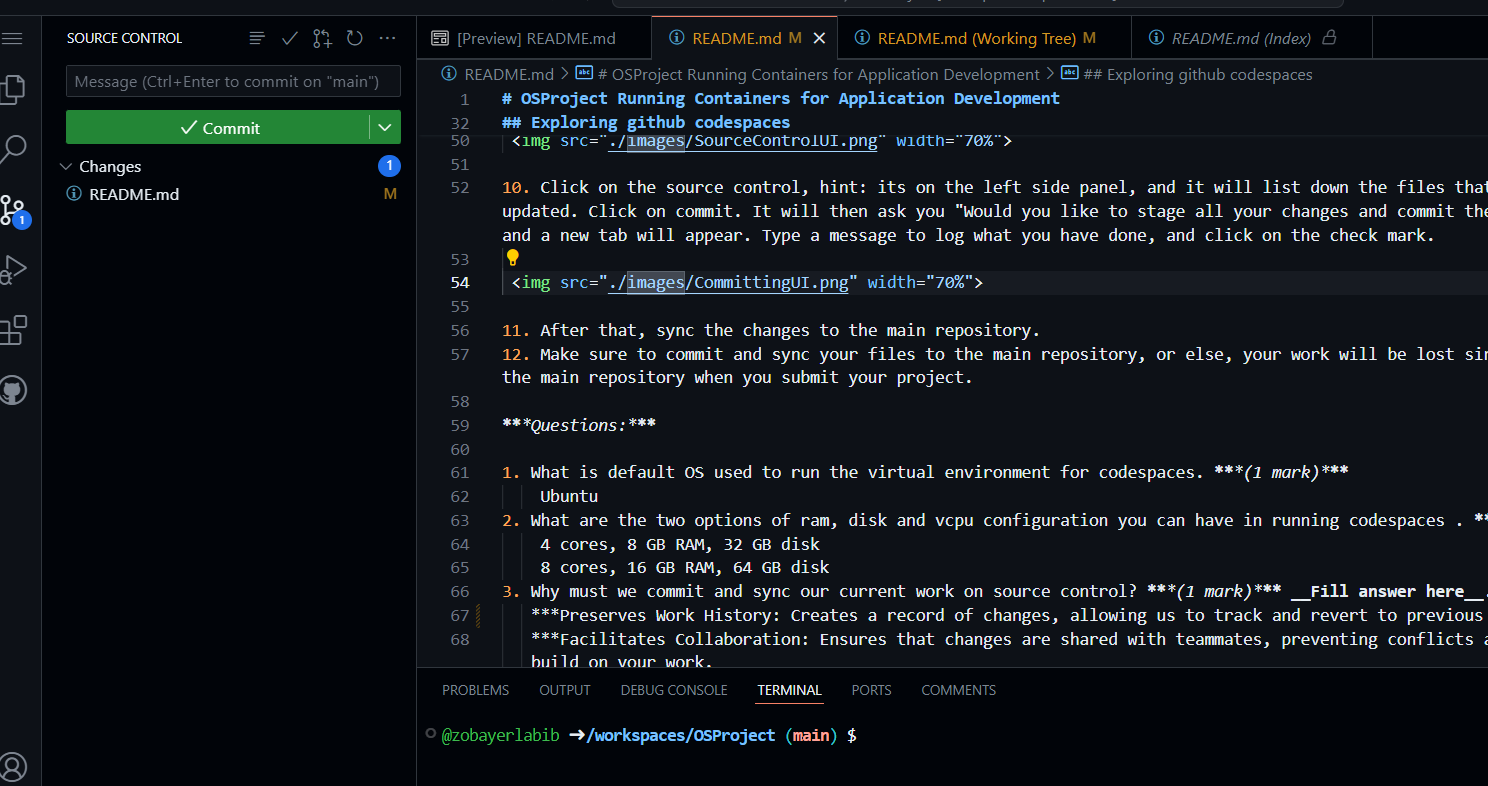 SOURCE CONTROL
Message (Ctrl+Enter to commit on "main")
Commit
Changes
1
README.md
M
1
[Preview] README.md
README.md M
README.md (Working Tree) M
README.md (Index)
README.md > # OSProject Running Containers for Application Development > ## Exploring github codespaces
1 # OSProject Running Containers for Application Development
32 ## Exploring github codespaces
50 <img src="./images/SourceControlUI.png" width="70%">
51
52 10. Click on the source control, hint: its on the left side panel, and it will list down the files that
updated. Click on commit. It will then ask you "Would you like to stage all your changes and commit the
and a new tab will appear. Type a message to log what you have done, and click on the check mark.
53
54 <img src="./images/CommittingUI.png" width="70%">
55
56 11. After that, sync the changes to the main repository.
57 12. Make sure to commit and sync your files to the main repository, or else, your work will be lost sin
the main repository when you submit your project.
58
59 ***Questions:***
60
61 1. What is default OS used to run the virtual environment for codespaces. ***(1 mark)***
62 Ubuntu
63 2. What are the two options of ram, disk and vcpu configuration you can have in running codespaces . **
64 4 cores, 8 GB RAM, 32 GB disk
65 8 cores, 16 GB RAM, 64 GB disk
66 3. Why must we commit and sync our current work on source control? ***(1 mark)*** __Fill answer here__.
67 ***Preserves Work History: Creates a record of changes, allowing us to track and revert to previous
68 ***Facilitates Collaboration: Ensures that changes are shared with teammates, preventing conflicts a
build on your work.
PROBLEMS OUTPUT DEBUG CONSOLE TERMINAL PORTS COMMENTS
@zobayerlabib ➜/workspaces/OSProject (main) $